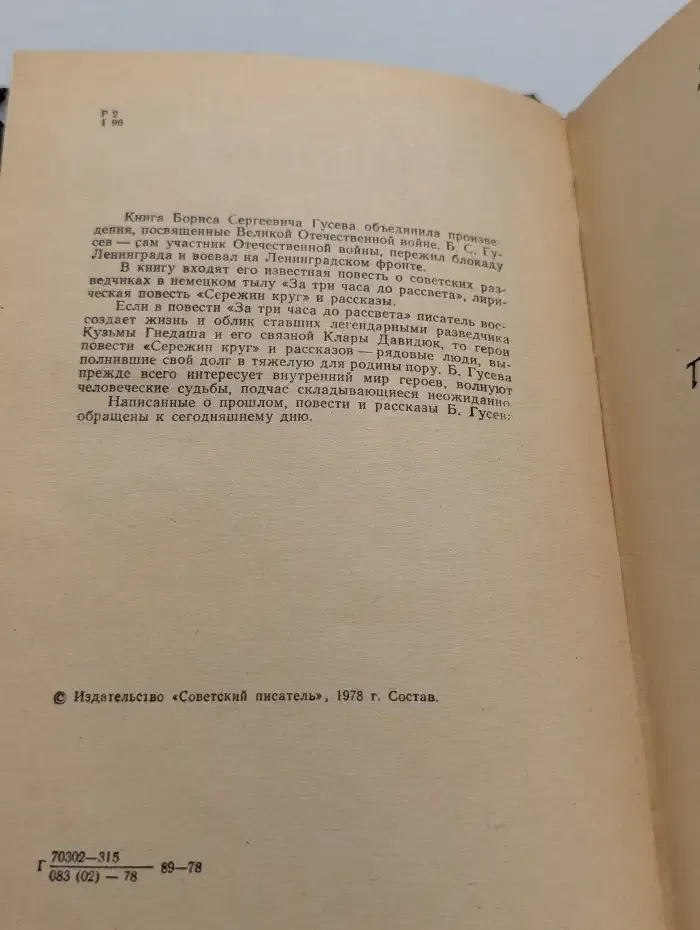 Г 2
Г 96
Книга Бориса Сергеевича Гусева объединила произве-
дения, посвященные Великой Отечественной войне. Б. С. Гу-
сев — сам участник Отечественной войны, пережил блокаду
Ленинграда и воевал на Ленинградском фронте.
В книгу входят его известная повесть о советских раз-
ведчиках в немецком тылу «За три часа до рассвета», лири-
ческая повесть «Сережин круг» и рассказы.
Если в повести «За три часа до рассвета» писатель вос-
создает жизнь и облик ставших легендарными разведчика
Кузьмы Гнедаша и его связной Клары Давидюк, то герои
повести «Сережин круг» и рассказов — рядовые люди, вы-
полнившие свой долг в тяжелую для родины пору. Б. Гусева
прежде всего интересует внутренний мир героев, волнуют
человеческие судьбы, подчас складывающиеся неожиданно
Написанные о прошлом, повести и рассказы Б. Гусев
обращены к сегодняшнему дню.
© Издательство «Советский писатель», 1978 г. Состав.
Г 70302—315
083 (02) — 78 89—78